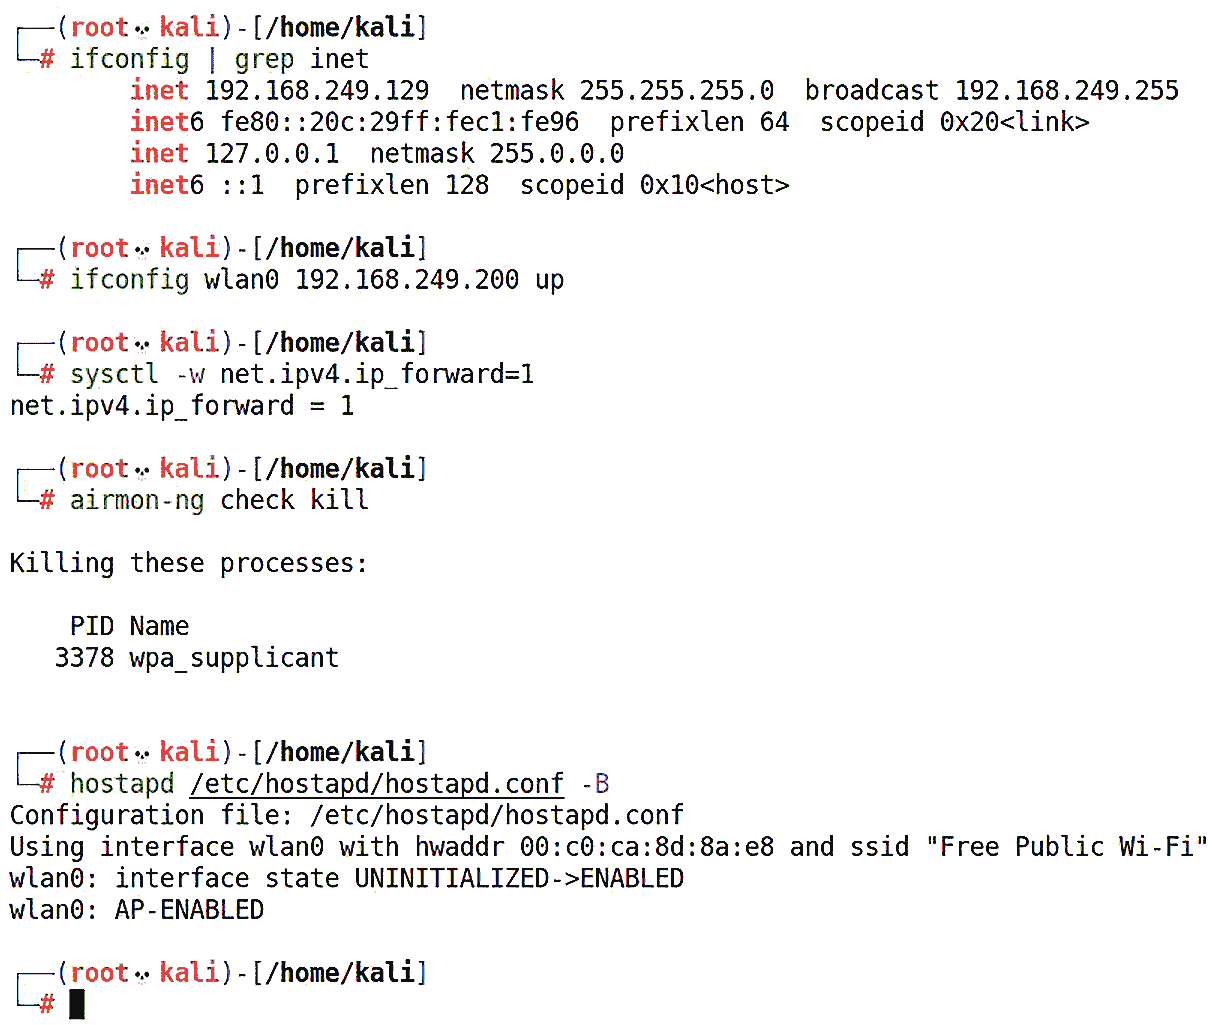 ┌──(root💀kali)-[/home/kali]
└─# ifconfig | grep inet
        inet 192.168.249.129  netmask 255.255.255.0  broadcast 192.168.249.255
        inet6 fe80::20c:29ff:fec1:fe96  prefixlen 64  scopeid 0x20<link>
        inet 127.0.0.1  netmask 255.0.0.0
        inet6 ::1  prefixlen 128  scopeid 0x10<host>
┌──(root💀kali)-[/home/kali]
└─# ifconfig wlan0 192.168.249.200 up
┌──(root💀kali)-[/home/kali]
└─# sysctl -w net.ipv4.ip_forward=1
net.ipv4.ip_forward = 1
┌──(root💀kali)-[/home/kali]
└─# airmon-ng check kill
Killing these processes:
    PID Name
   3378 wpa_supplicant
┌──(root💀kali)-[/home/kali]
└─# hostapd /etc/hostapd/hostapd.conf -B
Configuration file: /etc/hostapd/hostapd.conf
Using interface wlan0 with hwaddr 00:c0:ca:8d:8a:e8 and ssid "Free Public Wi-Fi"
wlan0: interface state UNINITIALIZED->ENABLED
wlan0: AP-ENABLED
┌──(root💀kali)-[/home/kali]
└─#